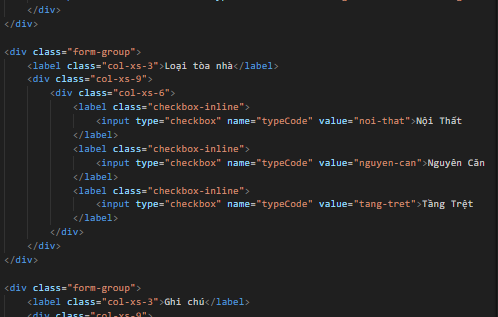 </div>
</div>
<div class="form-group">
<label class="col-xs-3">Loại tòa nhà</label>
<div class="col-xs-9">
<div class="col-xs-6">
<label class="checkbox-inline">
<input type="checkbox" name="typeCode" value="noi-that">Nội Thất
</label>
<label class="checkbox-inline">
<input type="checkbox" name="typeCode" value="nguyen-can">Nguyên Căn
</label>
<label class="checkbox-inline">
<input type="checkbox" name="typeCode" value="tang-tret">Tầng Trệt
</label>
</div>
</div>
</div>
<div class="form-group">
<label class="col-xs-3">Ghi chú</label>
<div class="col-xs-9">